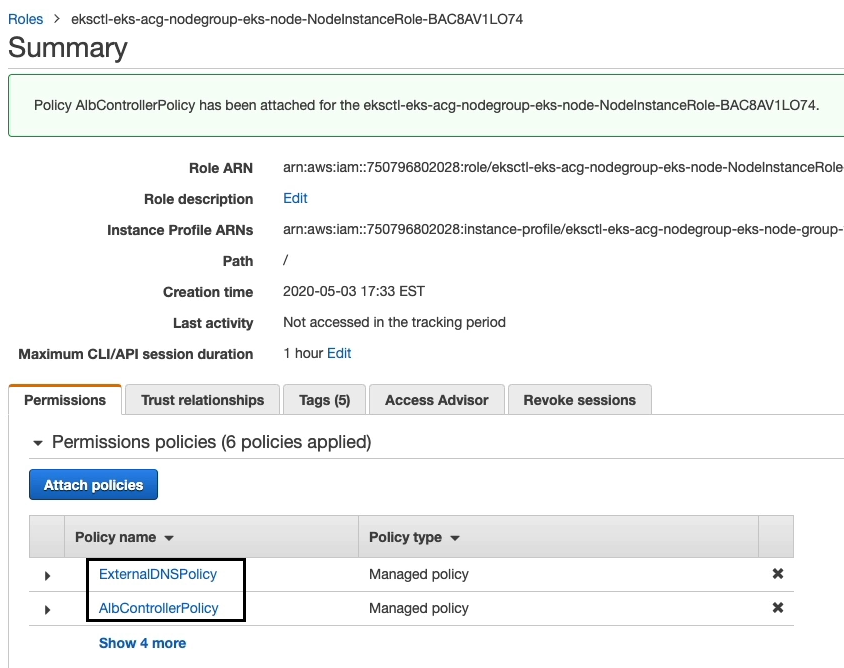 Roles > eksctl-eks-acg-nodegroup-eks-node-NodeInstanceRole-BAC8AV1LO74
Summary
Policy AlbControllerPolicy has been attached for the eksctl-eks-acg-nodegroup-eks-node-NodeInstanceRole-BAC8AV1LO74.
Role ARN arn:aws:iam::750796802028:role/eksctl-eks-acg-nodegroup-eks-node-NodeInstanceRole-
Role description Edit
Instance Profile ARNs arn:aws:iam::750796802028:instance-profile/eksctl-eks-acg-nodegroup-eks-node-group-
Path /
Creation time 2020-05-03 17:33 EST
Last activity Not accessed in the tracking period
Maximum CLI/API session duration 1 hour Edit
Permissions Trust relationships Tags (5) Access Advisor Revoke sessions
Permissions policies (6 policies applied)
Attach policies
Policy name Policy type
ExternalDNSPolicy Managed policy
AlbControllerPolicy Managed policy
Show 4 more